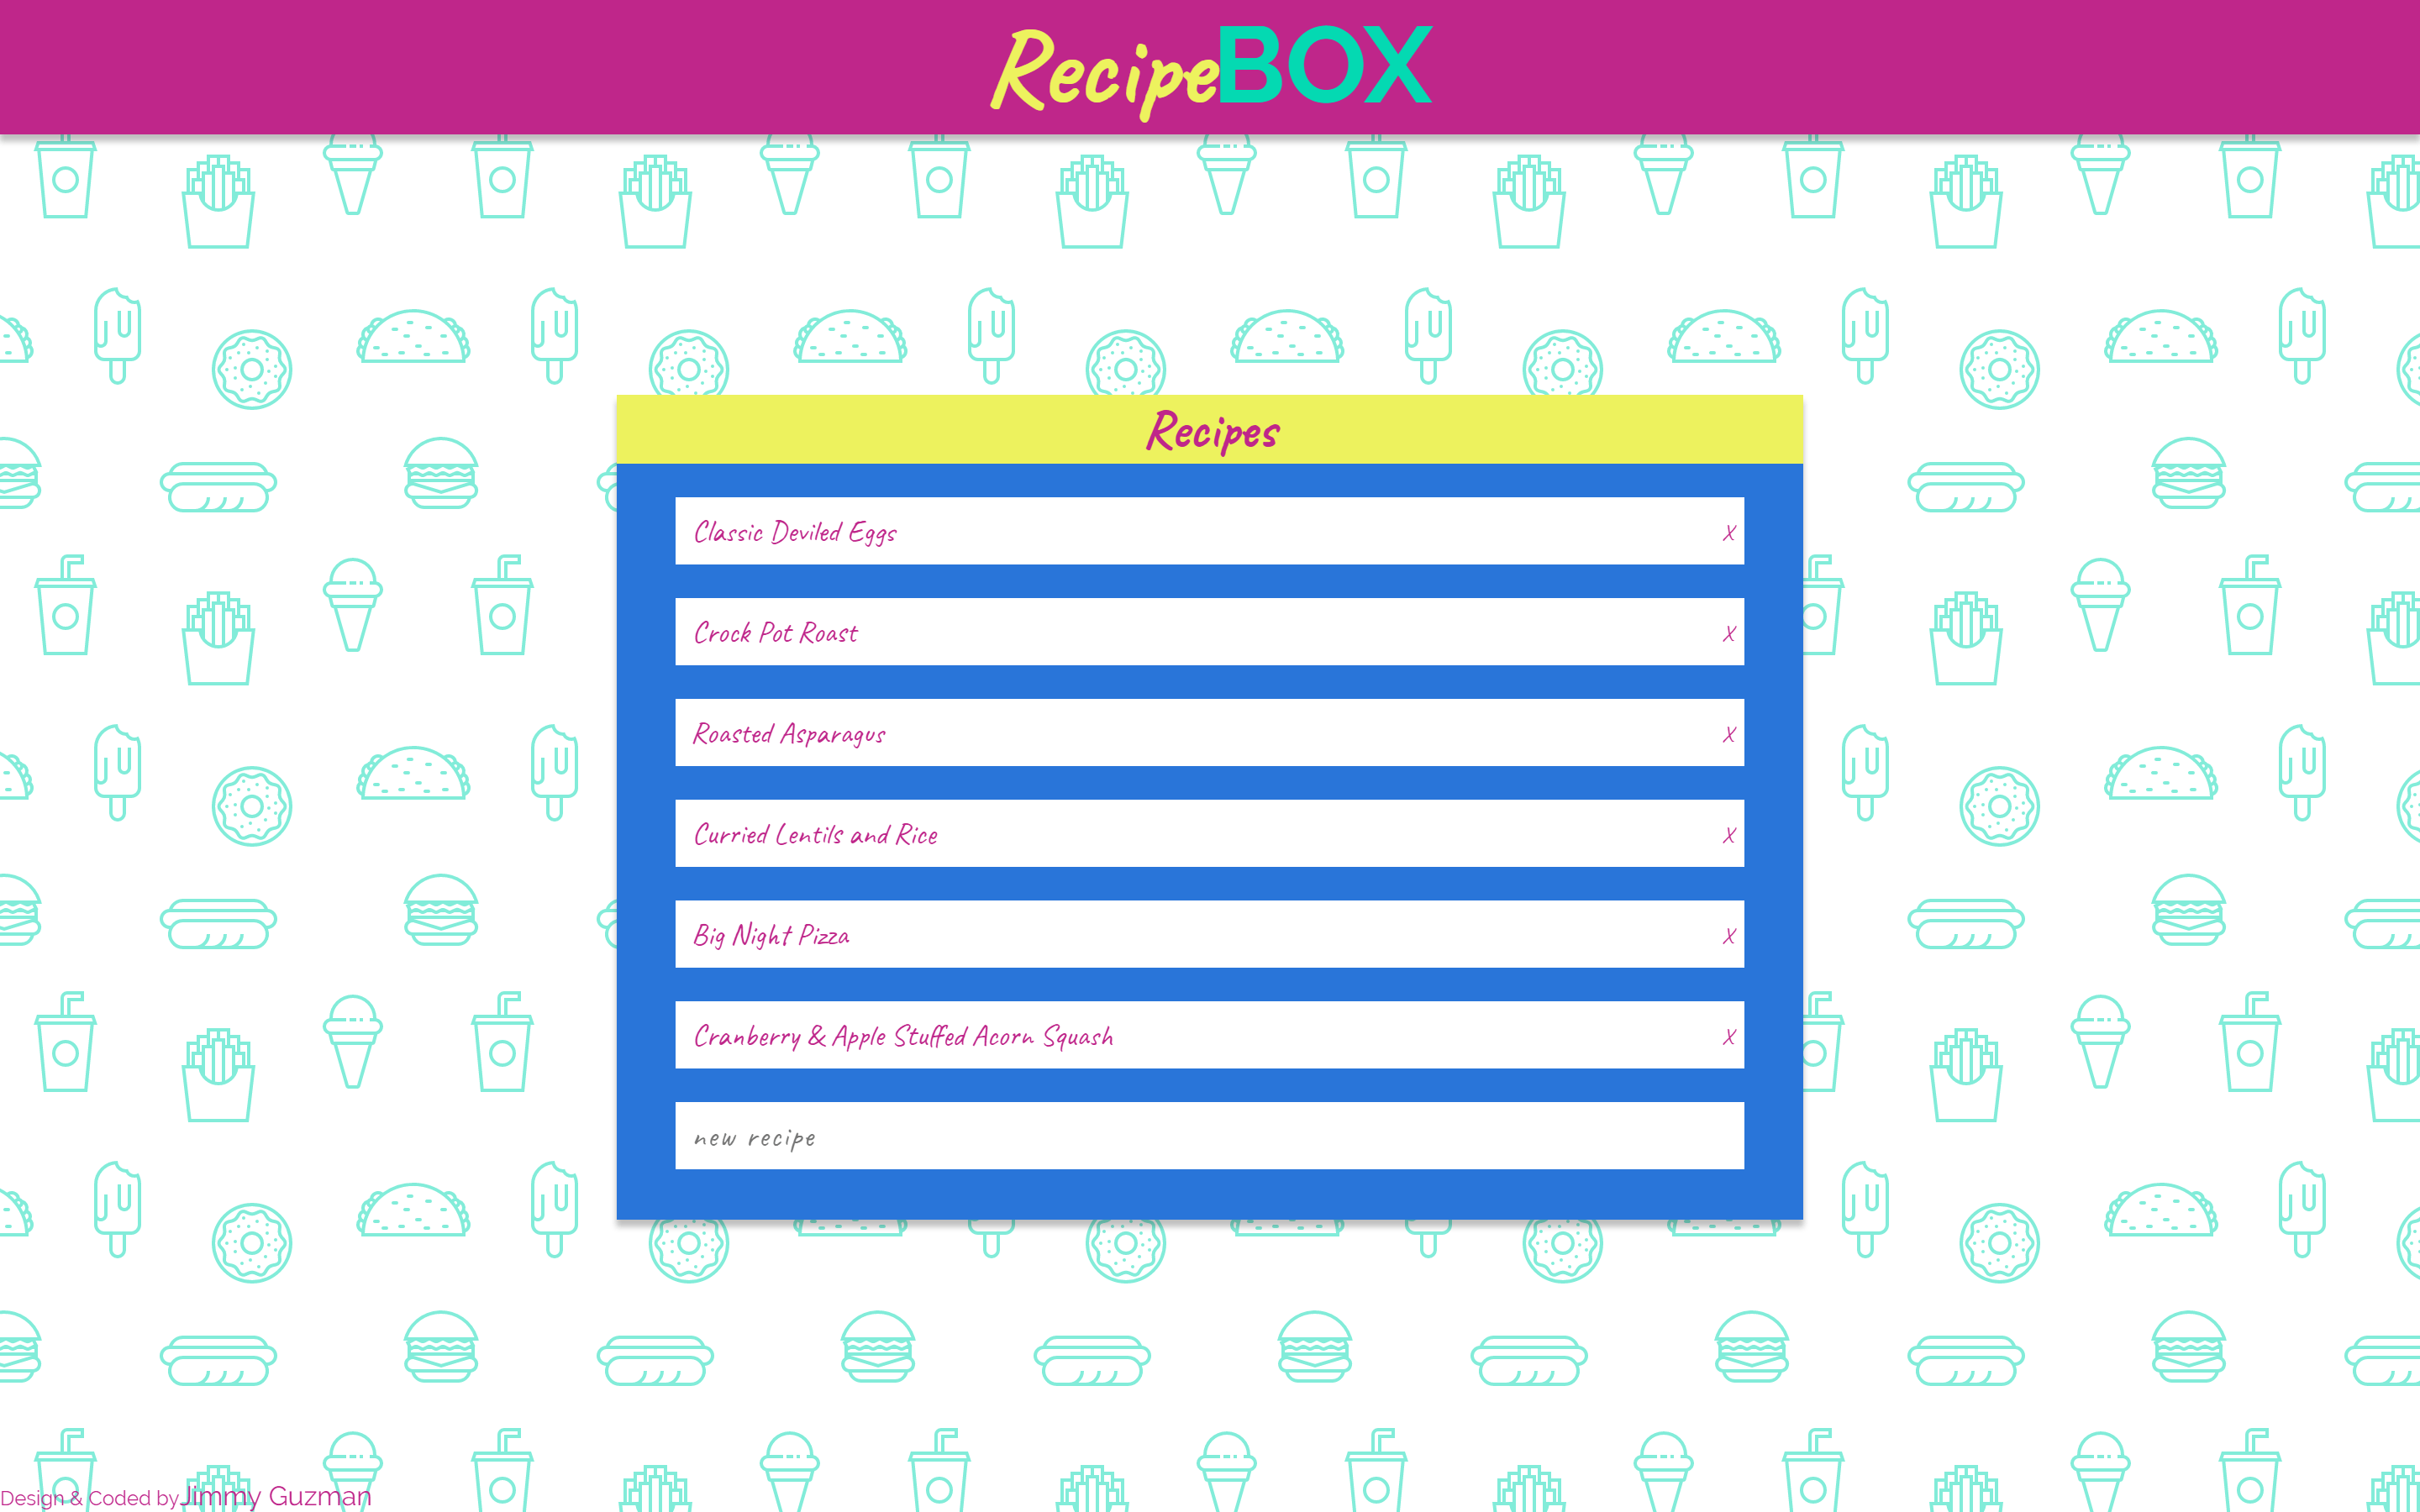 RecipeBOX
Recipes
Classic Deviled Eggs X
Crock Pot Roast X
Roasted Asparagus X
Curried Lentils and Rice X
Big Night Pizza X
Cranberry & Apple Stuffed Acorn Squash X
new recipe
Design & Coded by Jimmy Guzman